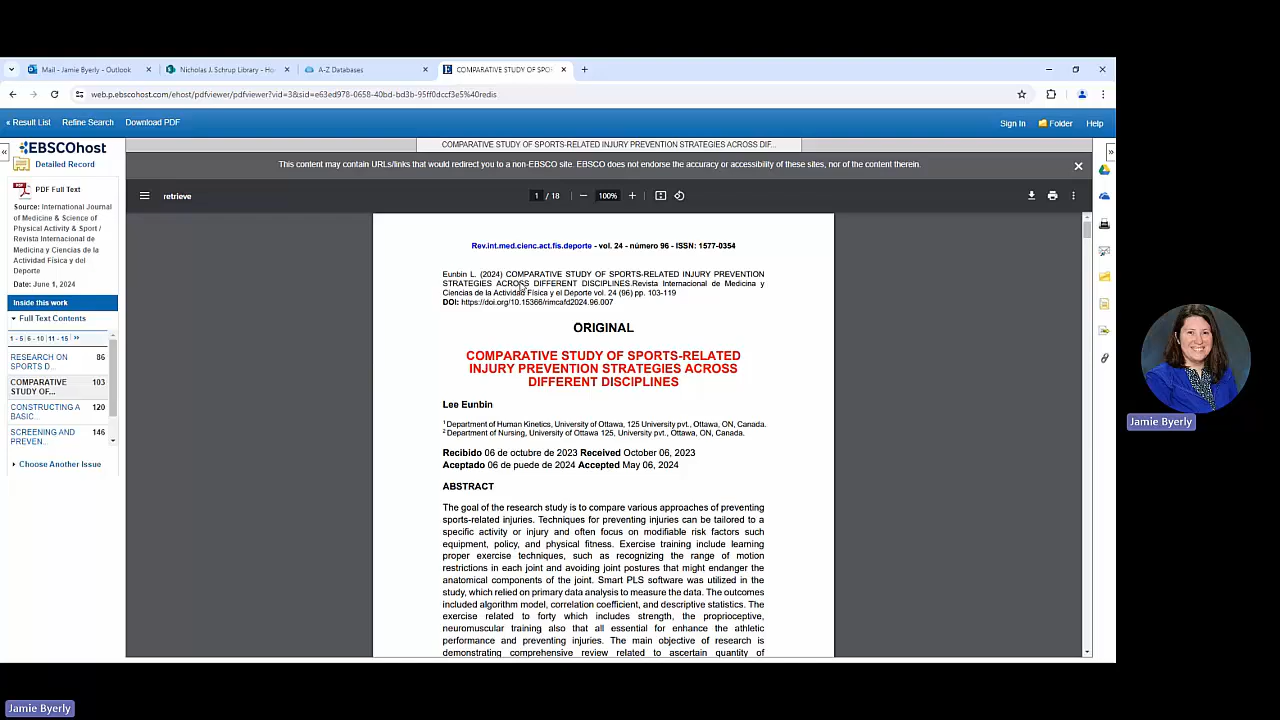 Mail - Jamie Byerly - Outlook
Nicholas J. Schrup Library - Ho
A-Z Databases
COMPARATIVE STUDY OF SPO
web.p.ebscohost.com/ehost/pdfviewer/pdfviewer?vid=3&sid=e63ed978-0658-40bd-bd3b-95ff0dccf3e5%40redis
« Result List
Refine Search
Download PDF
Sign In
Folder
Help
EBSCOhost
Detailed Record
PDF Full Text
Source: International Journal
of Medicine & Science of
Physical Activity & Sport /
Revista Internacional de
Medicina y Ciencias de la
Actividad Física y del
Deporte
Date: June 1, 2024
Inside this work
Full Text Contents
1 - 5 | 6 - 10 | 11 - 15 | »
RESEARCH ON 86
SPORTS D...
COMPARATIVE 103
STUDY OF...
CONSTRUCTING A 120
BASIC...
SCREENING AND 146
PREVEN...
Choose Another Issue
COMPARATIVE STUDY OF SPORTS-RELATED INJURY PREVENTION STRATEGIES ACROSS DIF...
This content may contain URLs/links that would redirect you to a non-EBSCO site. EBSCO does not endorse the accuracy or accessibility of these sites, nor of the content therein.
retrieve
1 / 18
100%
Rev.int.med.cienc.act.fís.deporte - vol. 24 - número 96 - ISSN: 1577-0354
Eunbin L. (2024) COMPARATIVE STUDY OF SPORTS-RELATED INJURY PREVENTION
STRATEGIES ACROSS DIFFERENT DISCIPLINES.Revista Internacional de Medicina y
Ciencias de la Actividad Física y el Deporte vol. 24 (96) pp. 103-119
DOI: https://doi.org/10.15366/rimcafd2024.96.007
ORIGINAL
COMPARATIVE STUDY OF SPORTS-RELATED
INJURY PREVENTION STRATEGIES ACROSS
DIFFERENT DISCIPLINES
Lee Eunbin
1 Department of Human Kinetics, University of Ottawa, 125 University pvt., Ottawa, ON, Canada.
2 Department of Nursing, University of Ottawa 125, University pvt., Ottawa, ON, Canada.
Recibido 06 de octubre de 2023 Received October 06, 2023
Aceptado 06 de puede de 2024 Accepted May 06, 2024
ABSTRACT
The goal of the research study is to compare various approaches of preventing
sports-related injuries. Techniques for preventing injuries can be tailored to a
specific activity or injury and often focus on modifiable risk factors such
equipment, policy, and physical fitness. Exercise training include learning
proper exercise techniques, such as recognizing the range of motion
restrictions in each joint and avoiding joint postures that might endanger the
anatomical components of the joint. Smart PLS software was utilized in the
study, which relied on primary data analysis to measure the data. The outcomes
included algorithm model, correlation coefficient, and descriptive statistics. The
exercise related to forty which includes strength, the proprioceptive,
neuromuscular training also that all essential for enhance the athletic
performance and preventing injuries. The main objective of research is
demonstrating comprehensive review related to ascertain quantity of
Jamie Byerly
Jamie Byerly